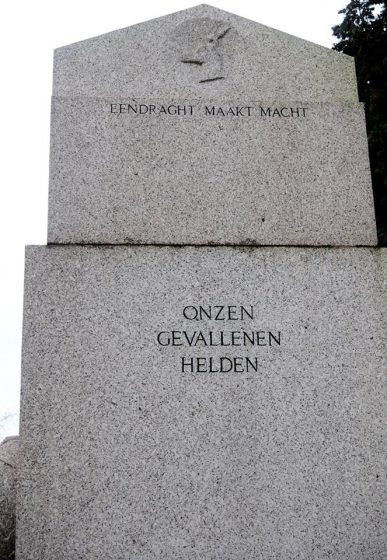 EENDRAGHT MAAKT MACHT
ONZEN
GEVALLENEN
HELDEN